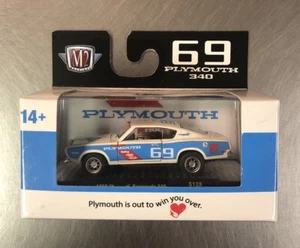 M2
69
PLYMOUTH
340
14+
PLYMOUTH
69
Plymouth is out to win you over.